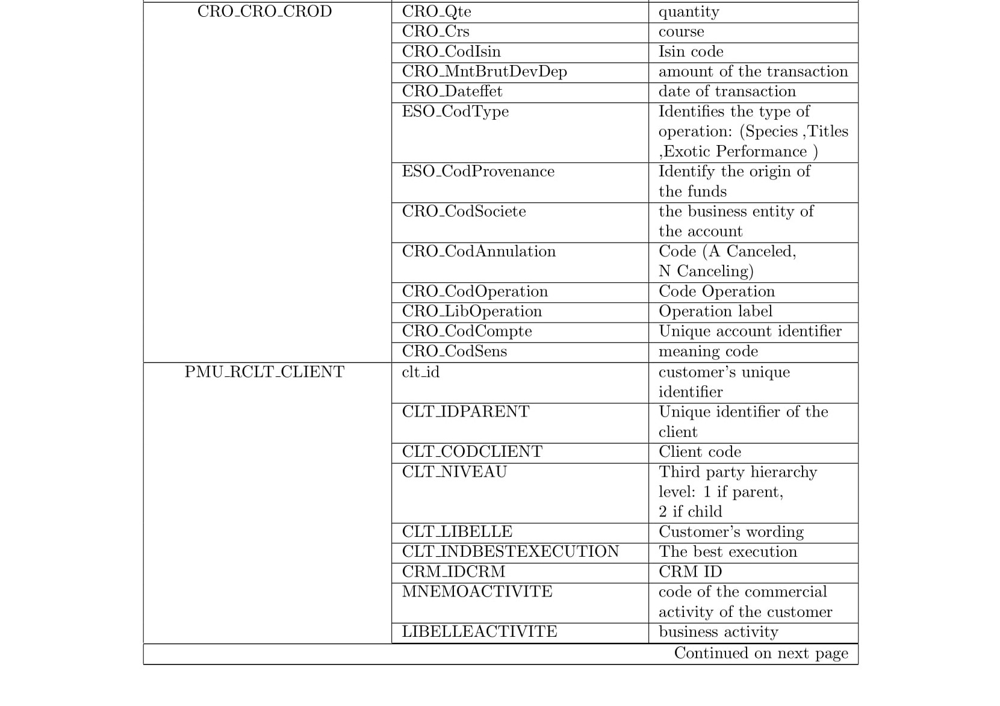 CRO_CRO_CROD CRO_Qte quantity
CRO_Crs course
CRO_CodIsin Isin code
CRO_MntBrutDevDep amount of the transaction
CRO_Dateffet date of transaction
ESO_CodType Identifies the type of
operation: (Species ,Titles
,Exotic Performance )
ESO_CodProvenance Identify the origin of
the funds
CRO_CodSociete the business entity of
the account
CRO_CodAnnulation Code (A Canceled,
N Canceling)
CRO_CodOperation Code Operation
CRO_LibOperation Operation label
CRO_CodCompte Unique account identifier
CRO_CodSens meaning code
PMU_RCLT_CLIENT clt_id customer's unique
identifier
CLT_IDPARENT Unique identifier of the
client
CLT_CODCLIENT Client code
CLT_NIVEAU Third party hierarchy
level: 1 if parent,
2 if child
CLT_LIBELLE Customer's wording
CLT_INDBESTEXECUTION The best execution
CRM_IDCRM CRM ID
MNEMOACTIVITE code of the commercial
activity of the customer
LIBELLEACTIVITE business activity
Continued on next page